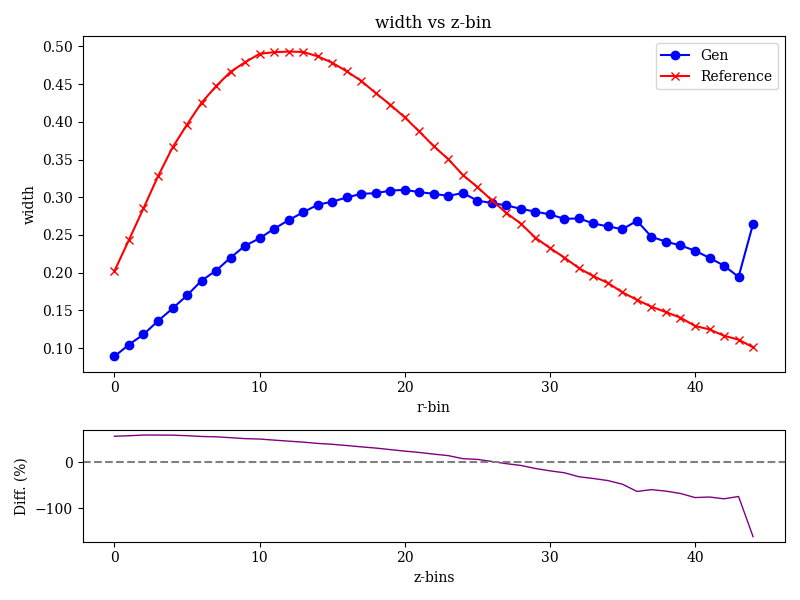 width vs z-bin
Gen
Reference
width
0.50
0.45
0.40
0.35
0.30
0.25
0.20
0.15
0.10
0 10 20 30 40
r-bin
Diff. (%)
0
−100
0 10 20 30 40
z-bins